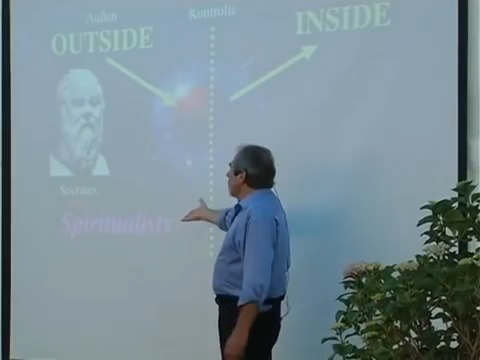 Außen
Kontrolle
OUTSIDE
INSIDE
Socrates
Spiritualists